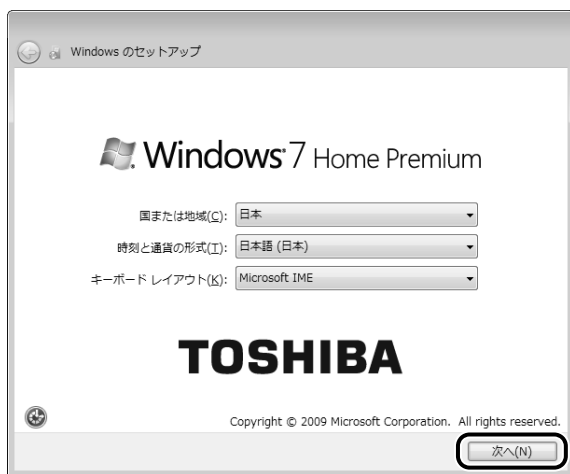 Windows のセットアップ
Windows 7 Home Premium
国または地域(C): 日本
時刻と通貨の形式(T): 日本語 (日本)
キーボード レイアウト(K): Microsoft IME
TOSHIBA
Copyright © 2009 Microsoft Corporation. All rights reserved.
次へ(N)